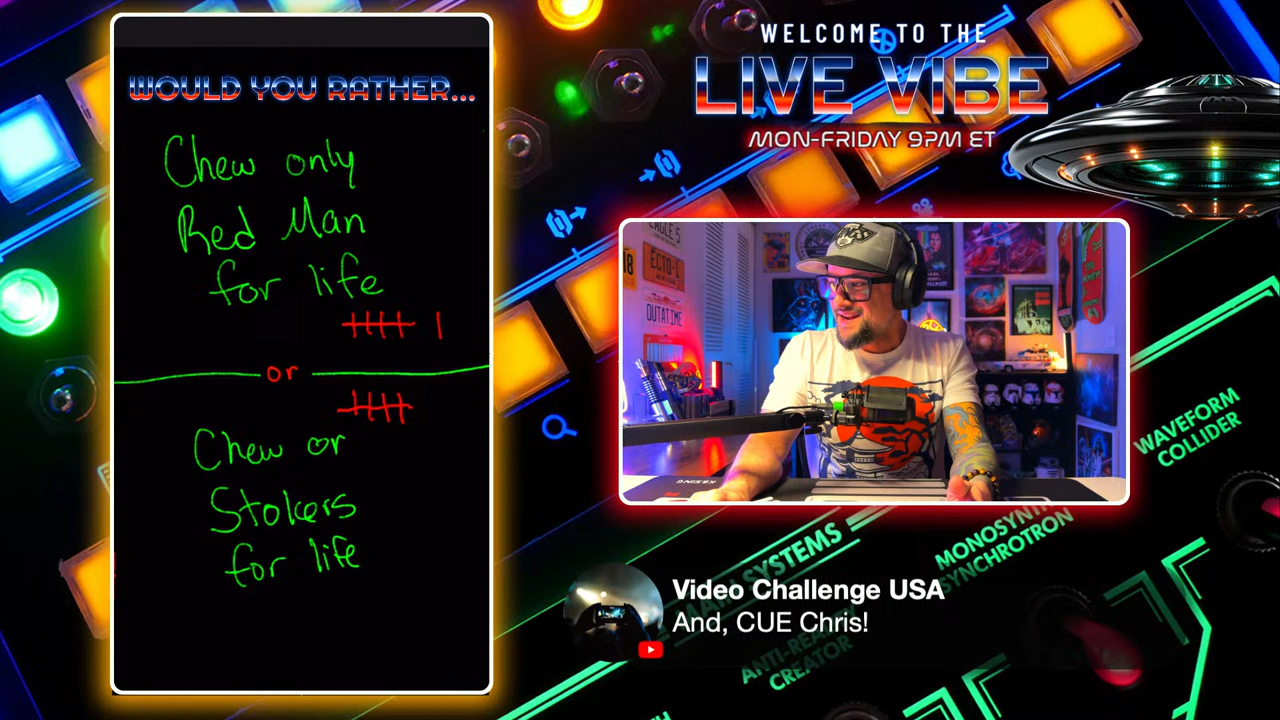 WOULD YOU RATHER...
Chew only
Red Man
for life
or
Chew or
Stokers
for life
WELCOME TO THE
LIVE VIBE
MON-FRIDAY 9PM ET
EAGLE 5
ECTO-1
OUTATIME
Video Challenge USA
And, CUE Chris!
WAVEFORM
COLLIDER
MONOSYNTH
SYNCHROTRON
SYSTEMS
CREATOR